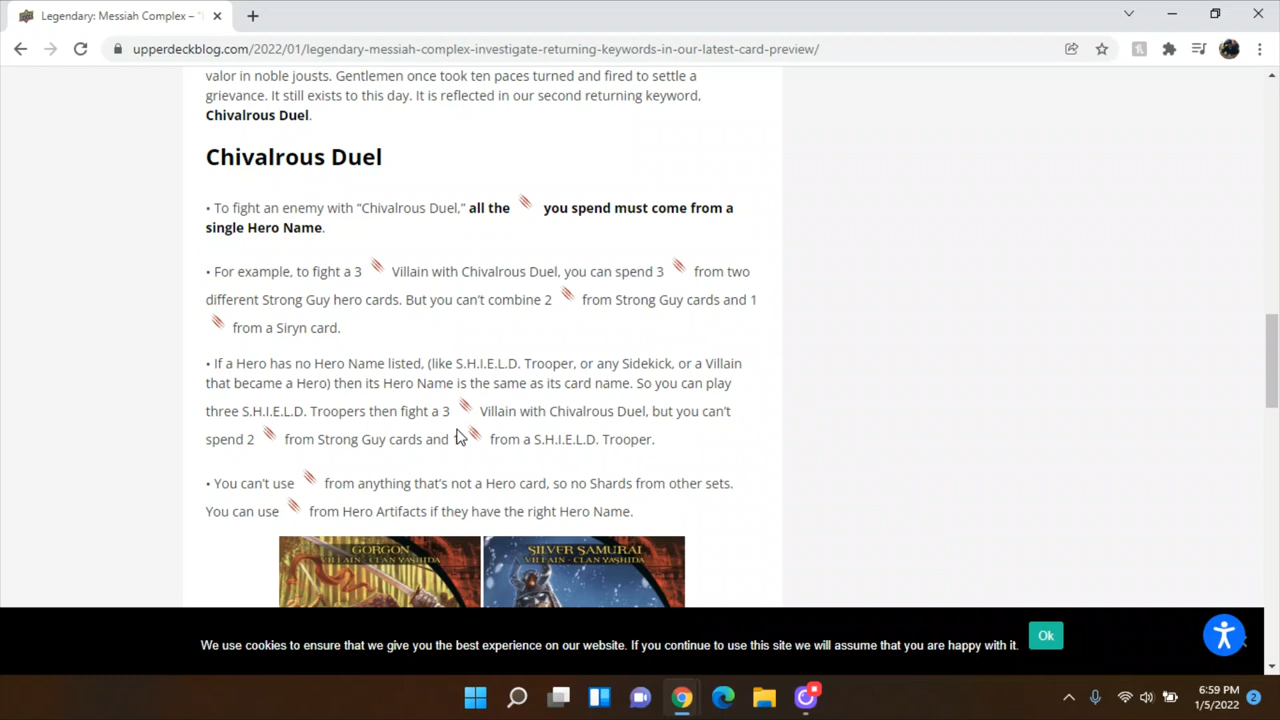 Legendary: Messiah Complex – "I
upperdeckblog.com/2022/01/legendary-messiah-complex-investigate-returning-keywords-in-our-latest-card-preview/
valor in noble jousts. Gentlemen once took ten paces turned and fired to settle a
grievance. It still exists to this day. It is reflected in our second returning keyword,
Chivalrous Duel.
Chivalrous Duel
• To fight an enemy with “Chivalrous Duel,” all the you spend must come from a
single Hero Name.
• For example, to fight a 3 Villain with Chivalrous Duel, you can spend 3 from two
different Strong Guy hero cards. But you can’t combine 2 from Strong Guy cards and 1
from a Siryn card.
• If a Hero has no Hero Name listed, (like S.H.I.E.L.D. Trooper, or any Sidekick, or a Villain
that became a Hero) then its Hero Name is the same as its card name. So you can play
three S.H.I.E.L.D. Troopers then fight a 3 Villain with Chivalrous Duel, but you can’t
spend 2 from Strong Guy cards and from a S.H.I.E.L.D. Trooper.
• You can’t use from anything that’s not a Hero card, so no Shards from other sets.
You can use from Hero Artifacts if they have the right Hero Name.
GORGON
VILLAIN - CLAN YASHIDA
SILVER SAMURAI
VILLAIN - CLAN YASHIDA
We use cookies to ensure that we give you the best experience on our website. If you continue to use this site we will assume that you are happy with it.
Ok
6:59 PM
1/5/2022
2